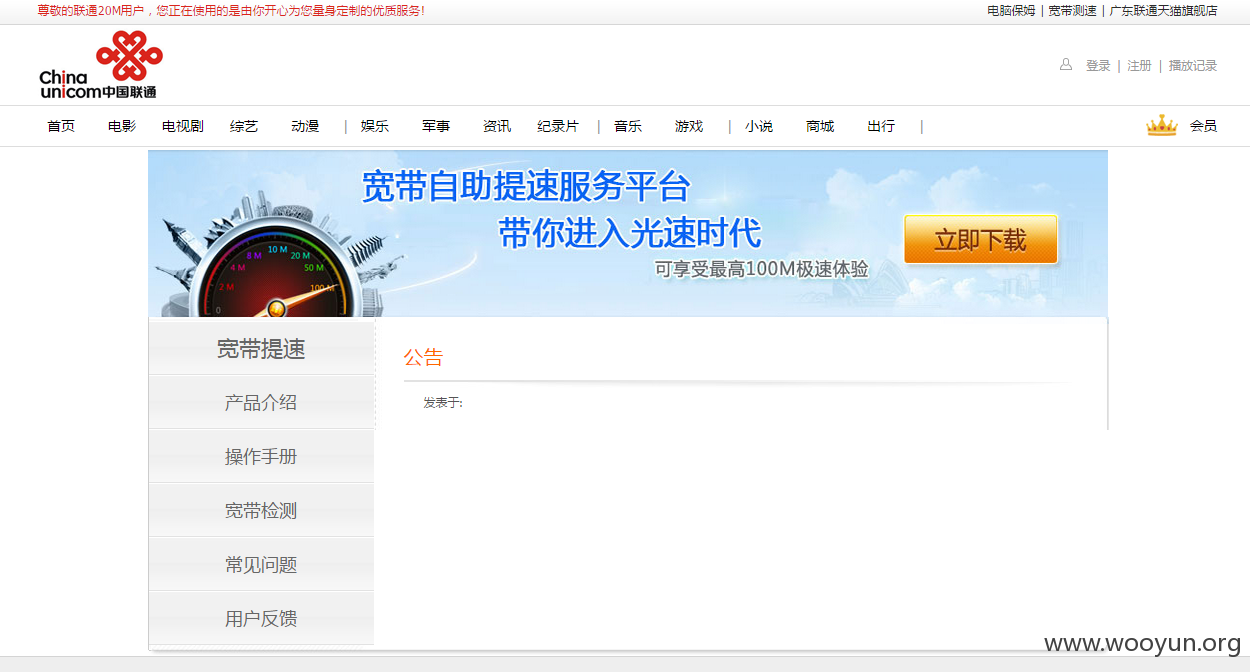 尊敬的联通20M用户，您正在使用的是由你开心为您量身定制的优质服务！
电脑保姆 | 宽带测速 | 广东联通天猫旗舰店
China unicom中国联通
登录 | 注册 | 播放记录
首页 电影 电视剧 综艺 动漫 | 娱乐 军事 资讯 纪录片 | 音乐 游戏 | 小说 商城 出行 | 会员
宽带自助提速服务平台
带你进入光速时代
可享受最高100M极速体验
立即下载
0 2 M 4 M 8 M 10 M 20 M 50 M 100 M
宽带提速
产品介绍
操作手册
宽带检测
常见问题
用户反馈
公告
发表于:
www.wooyun.org